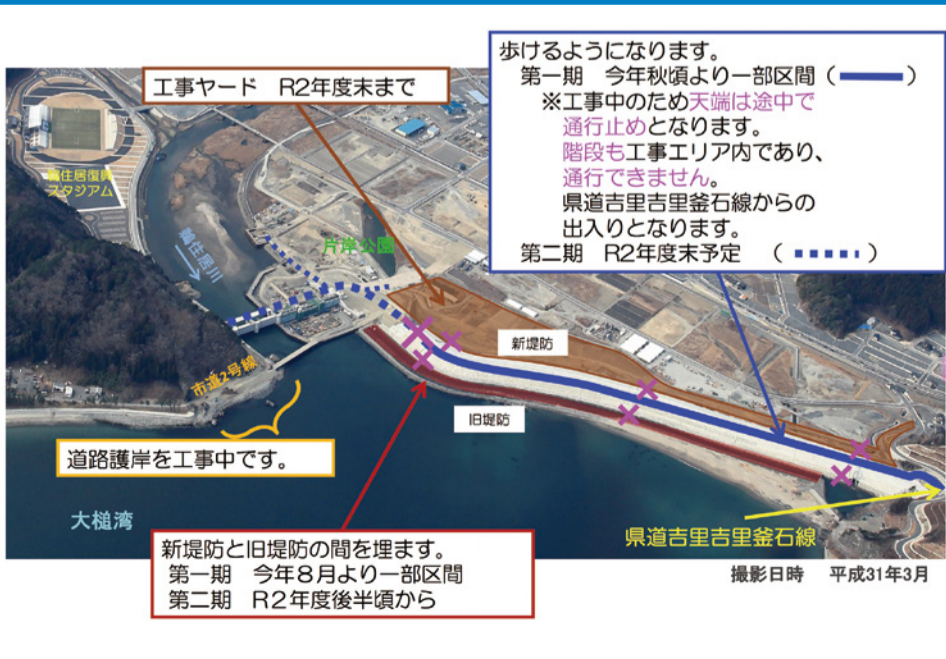 歩けるようになります。
第一期 今年秋頃より一部区間( )
※工事中のため天端は途中で
通行止めとなります。
階段も工事エリア内であり、
通行できません。
県道吉里吉里釜石線からの
出入りとなります。
第二期 R2年度末予定 ( )
工事ヤード R2年度末まで
鵜住居復興
スタジアム
片岸公園
鵜住居川
新堤防
市道2号線
旧堤防
道路護岸を工事中です。
大槌湾
県道吉里吉里釜石線
新堤防と旧堤防の間を埋ます。
第一期 今年8月より一部区間
第二期 R2年度後半頃から
撮影日時 平成31年3月